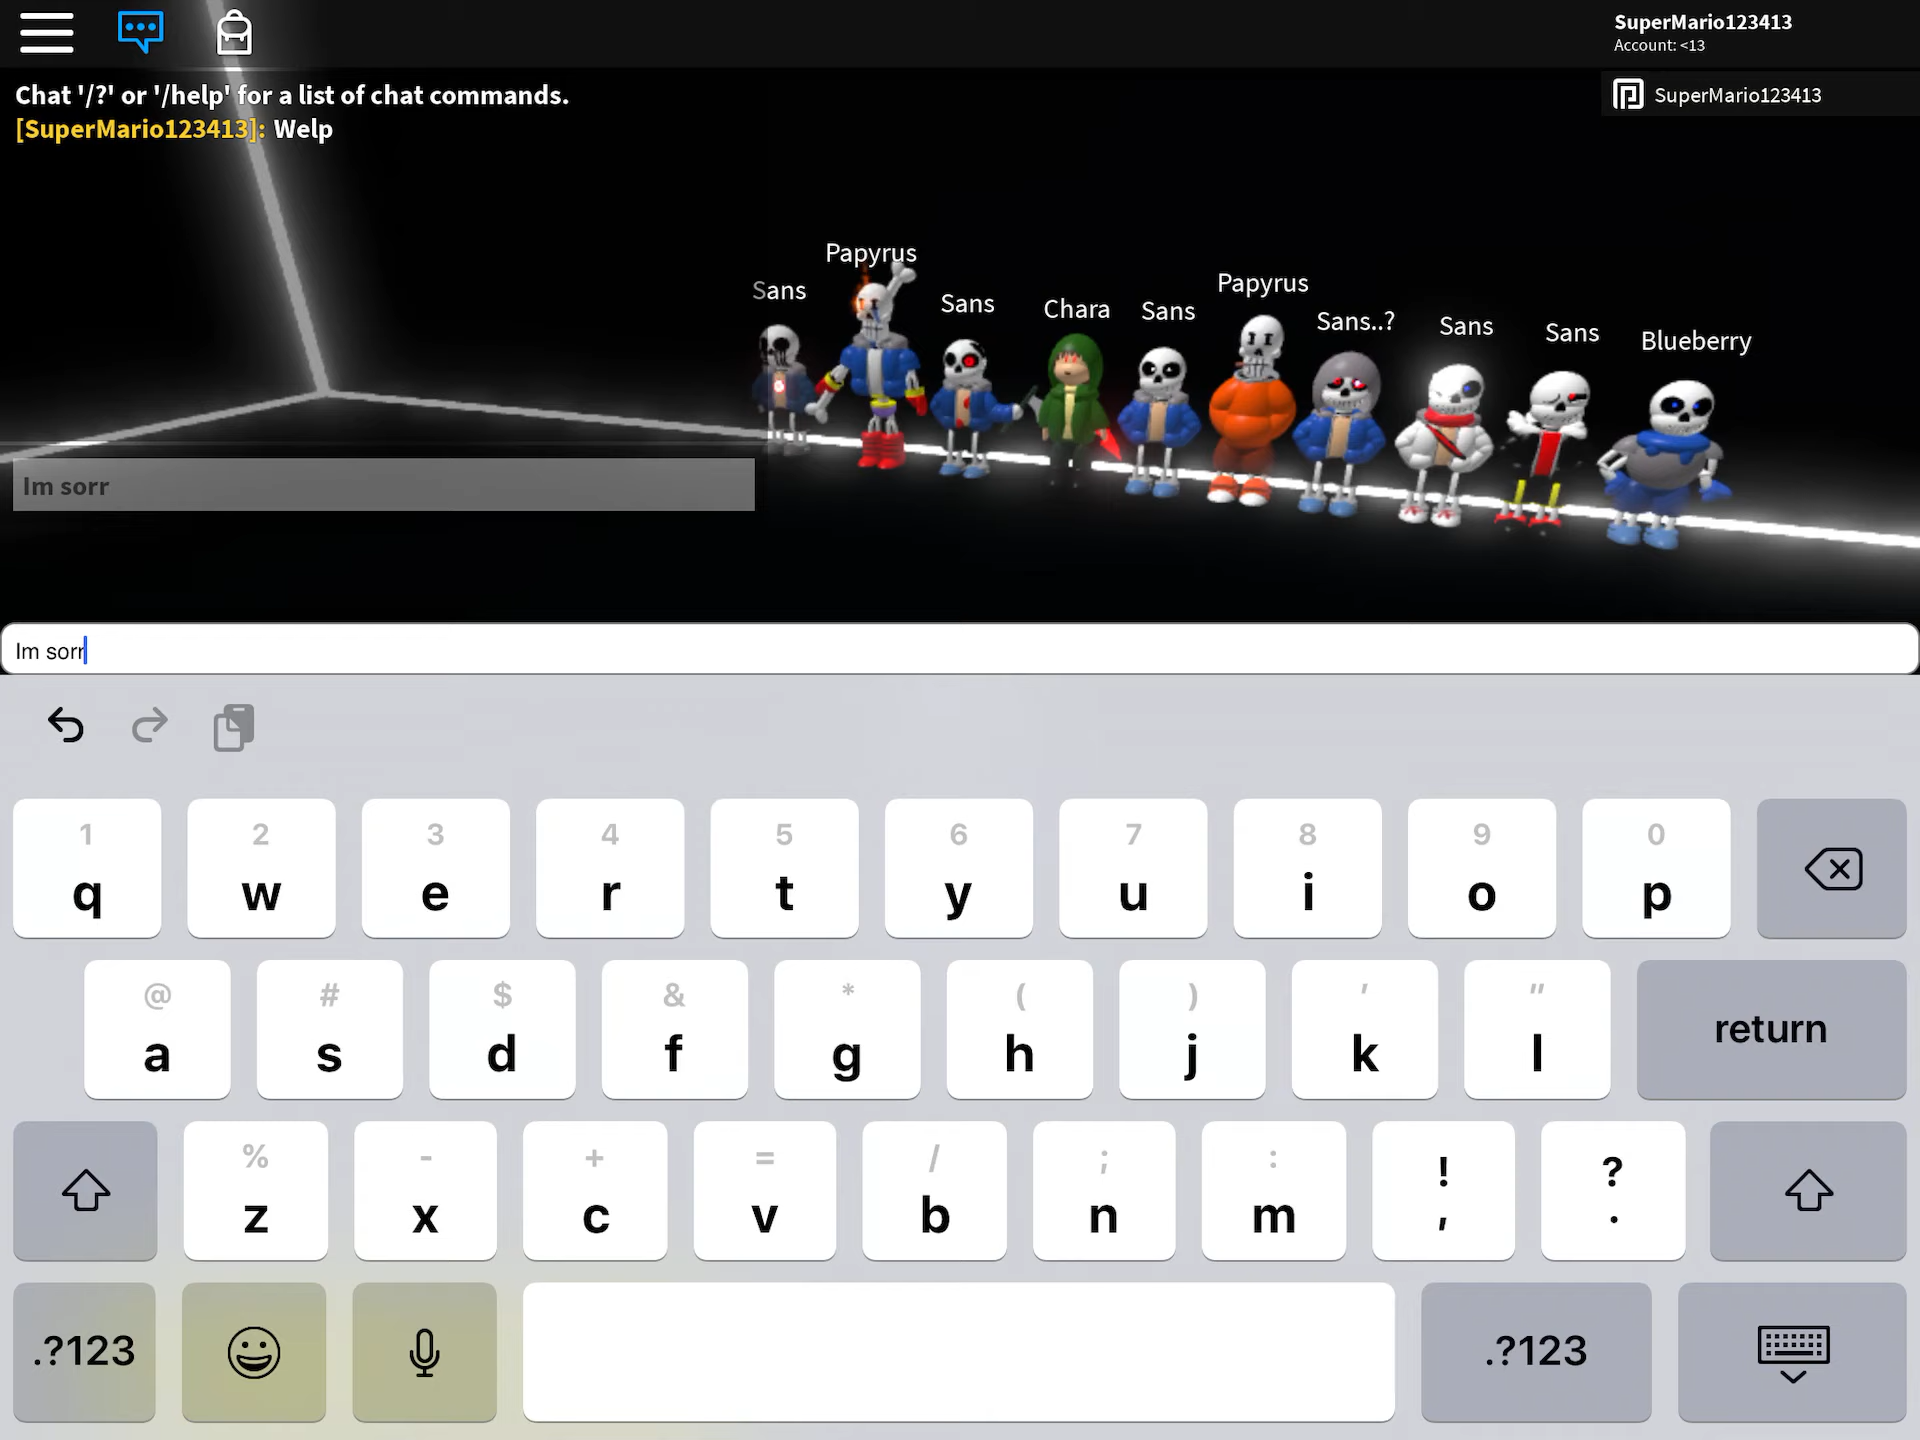 SuperMario123413
Account: <13
SuperMario123413
Chat '/?' or '/help' for a list of chat commands.
[SuperMario123413]: Welp
Papyrus
Sans
Sans
Chara
Sans
Papyrus
Sans..?
Sans
Sans
Blueberry
Im sorr
Im sorr
1 2 3 4 5 6 7 8 9 0
q w e r t y u i o p
@ # $ & * ( ) ' "
a s d f g h j k l return
% - + = / ; : ! ?
z x c v b n m , .
.?123 .?123